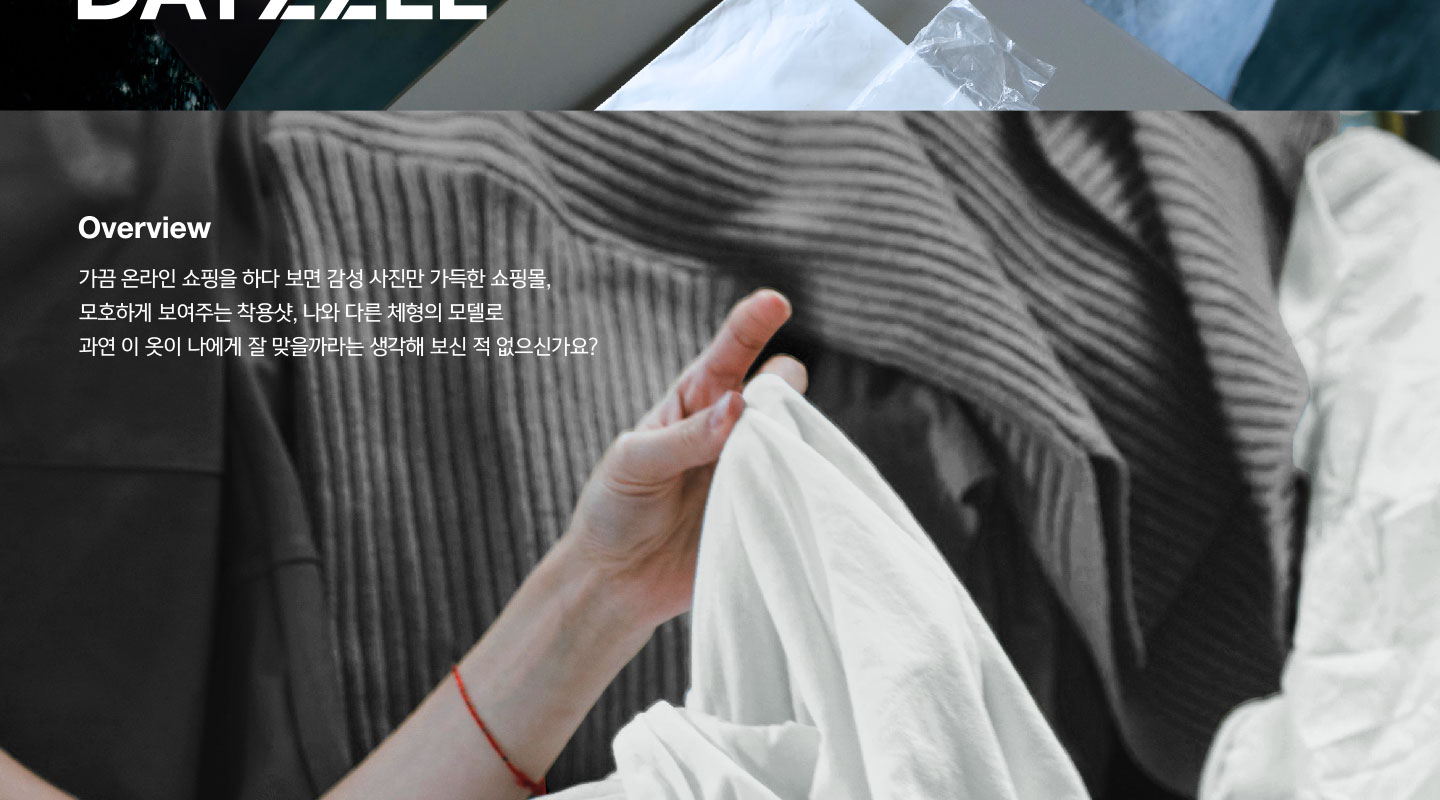 Overview
가끔 온라인 쇼핑을 하다 보면 감성 사진만 가득한 쇼핑몰,
모호하게 보여주는 착용샷, 나와 다른 체형의 모델로
과연 이 옷이 나에게 잘 맞을까라는 생각해 보신 적 없으신가요?